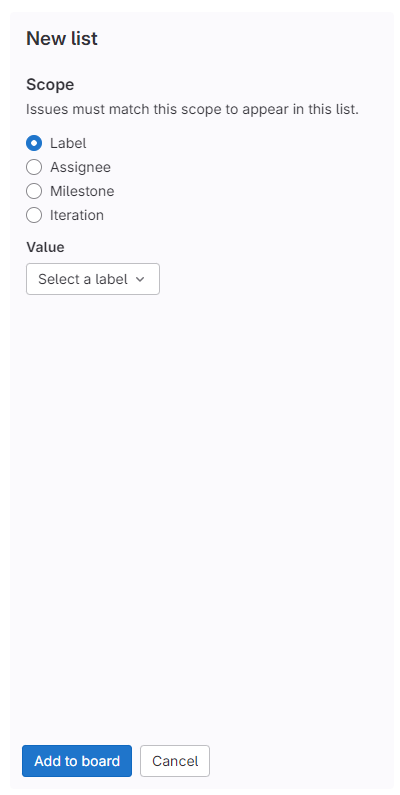 New list
Scope
Issues must match this scope to appear in this list.
Label
Assignee
Milestone
Iteration
Value
Select a label
Add to board Cancel